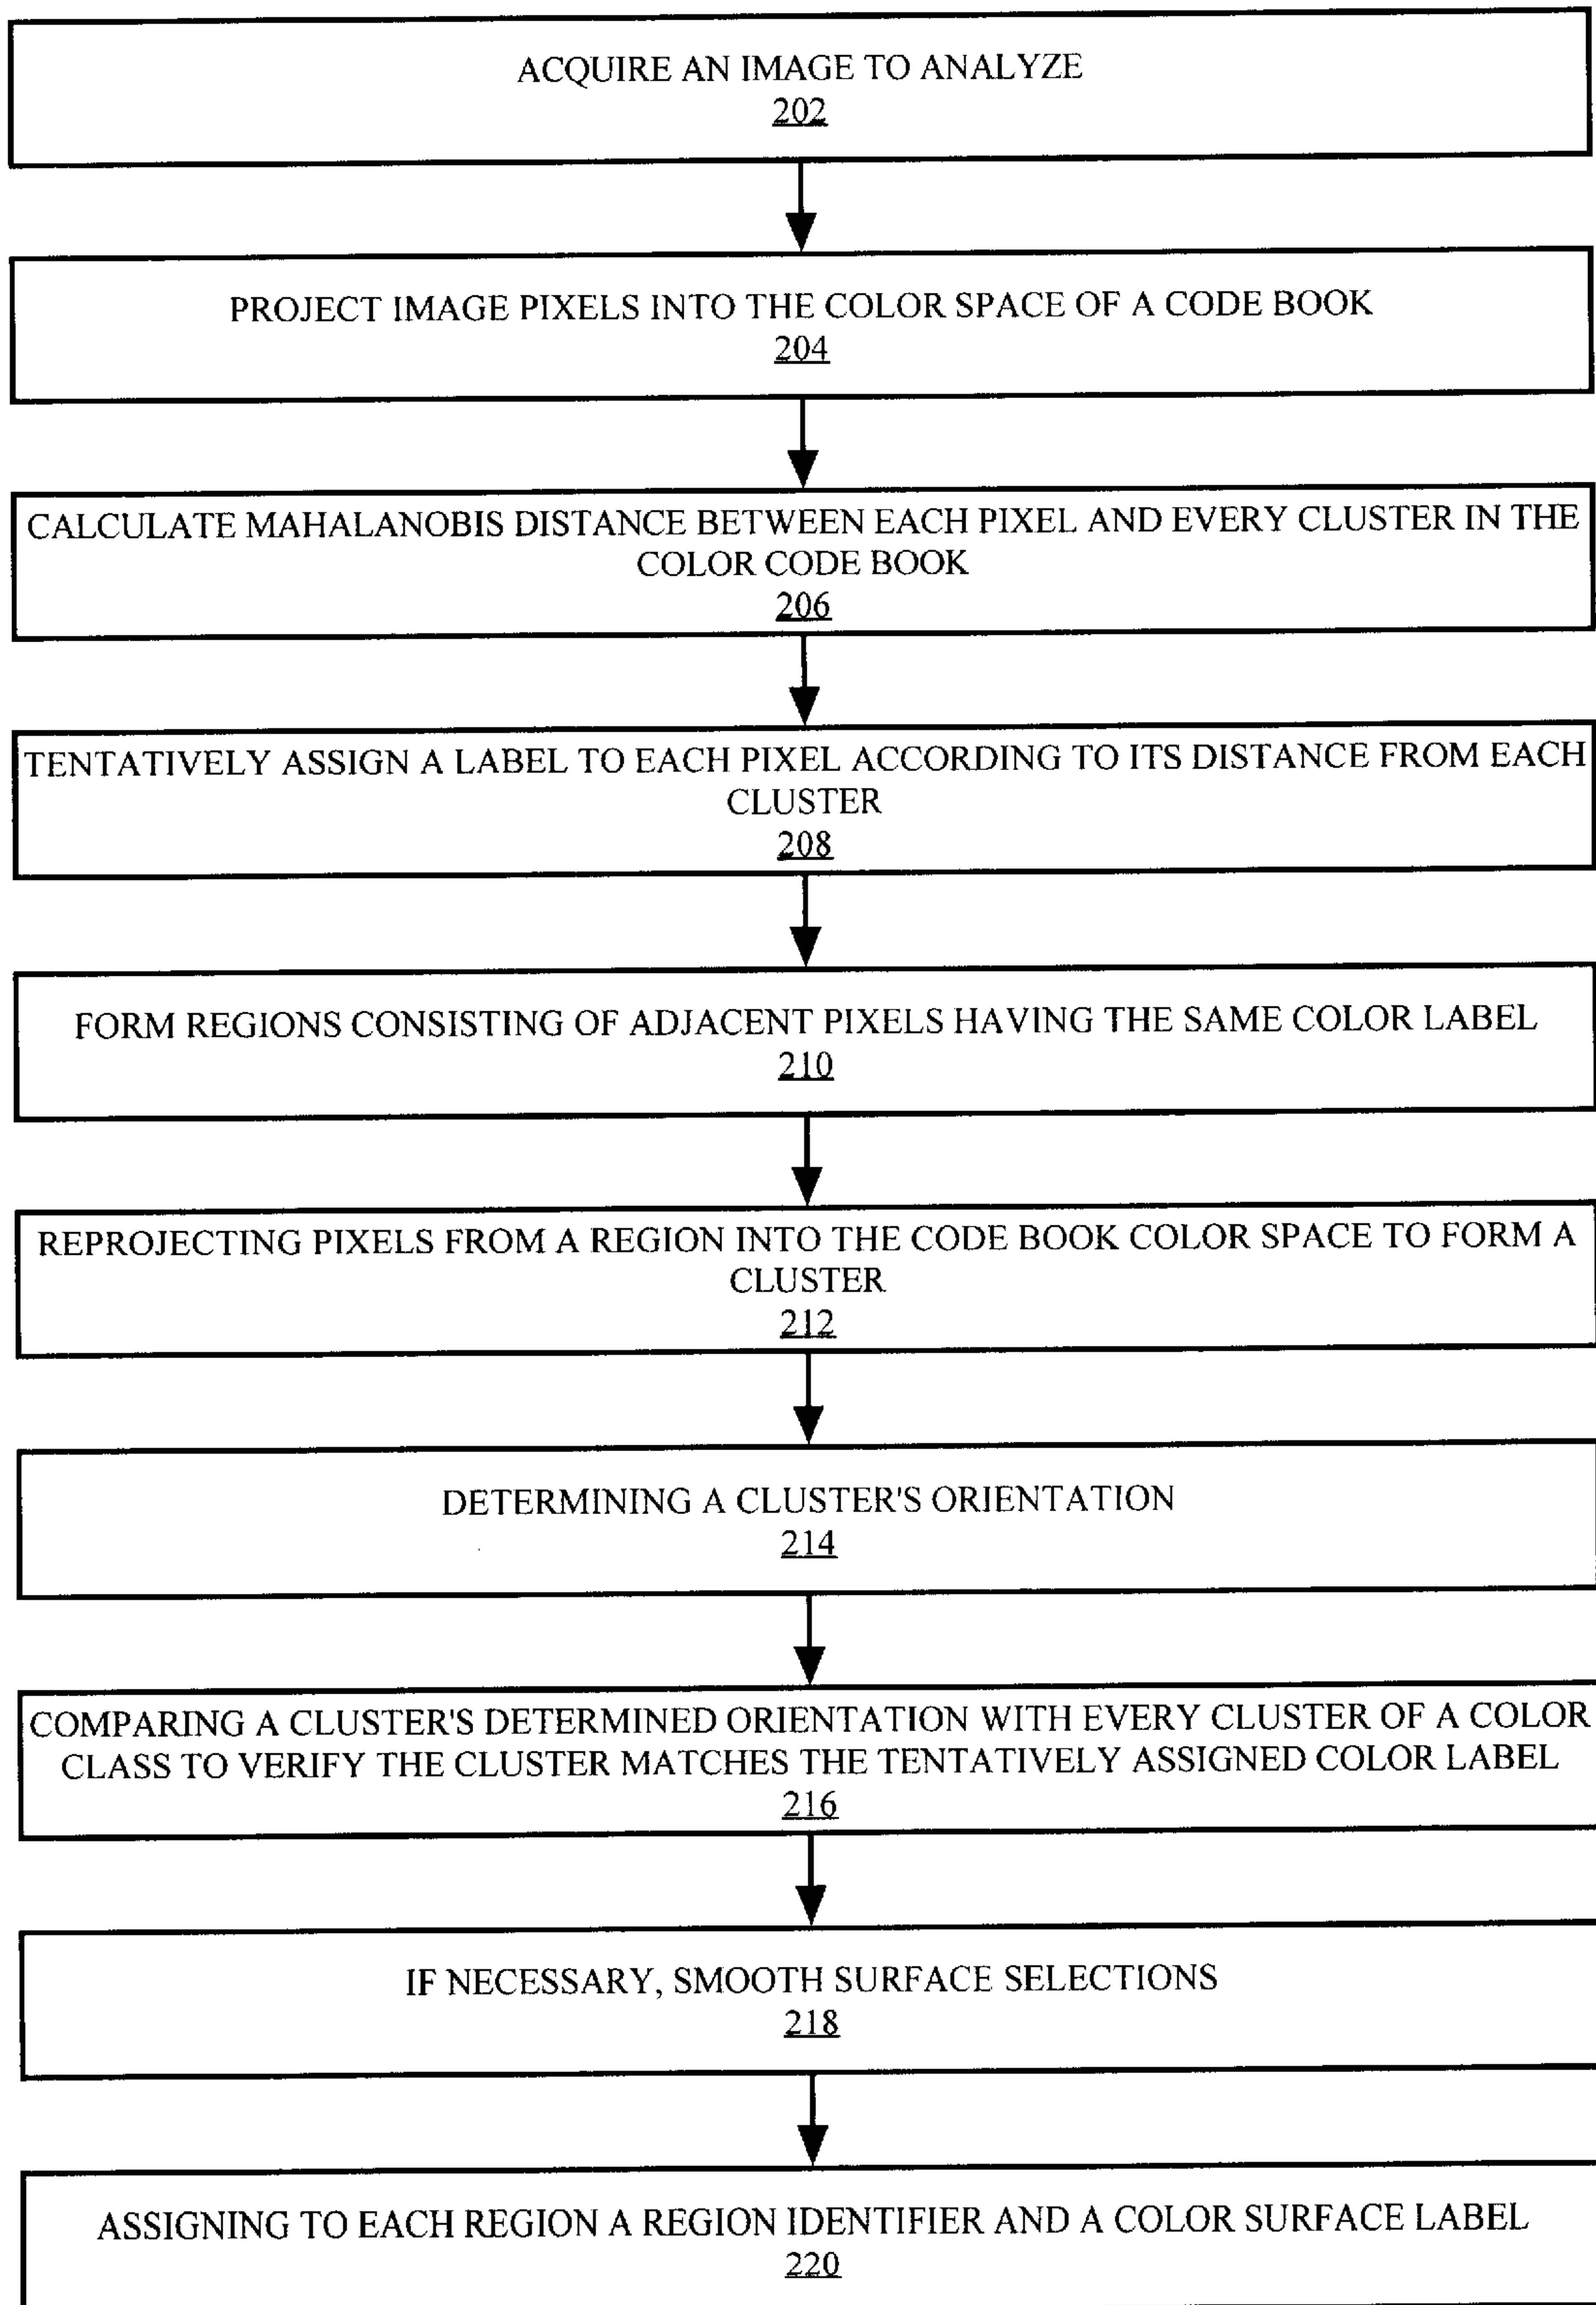 ACQUIRE AN IMAGE TO ANALYZE
202
PROJECT IMAGE PIXELS INTO THE COLOR SPACE OF A CODE BOOK
204
CALCULATE MAHALANOBIS DISTANCE BETWEEN EACH PIXEL AND EVERY CLUSTER IN THE
COLOR CODE BOOK
206
TENTATIVELY ASSIGN A LABEL TO EACH PIXEL ACCORDING TO ITS DISTANCE FROM EACH
CLUSTER
208
FORM REGIONS CONSISTING OF ADJACENT PIXELS HAVING THE SAME COLOR LABEL
210
REPROJECTING PIXELS FROM A REGION INTO THE CODE BOOK COLOR SPACE TO FORM A
CLUSTER
212
DETERMINING A CLUSTER'S ORIENTATION
214
COMPARING A CLUSTER'S DETERMINED ORIENTATION WITH EVERY CLUSTER OF A COLOR
CLASS TO VERIFY THE CLUSTER MATCHES THE TENTATIVELY ASSIGNED COLOR LABEL
216
IF NECESSARY, SMOOTH SURFACE SELECTIONS
218
ASSIGNING TO EACH REGION A REGION IDENTIFIER AND A COLOR SURFACE LABEL
220